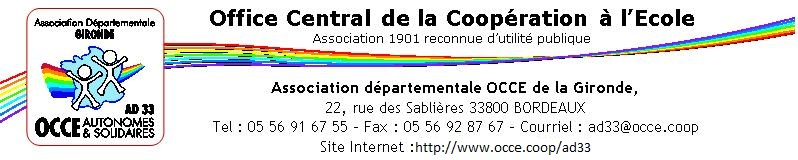 Association Départementale
GIRONDE
AD 33
OCCE AUTONOMES
& SOLIDAIRES
Office Central de la Coopération à l'Ecole
Association 1901 reconnue d'utilité publique
Association départementale OCCE de la Gironde,
22, rue des Sablières 33800 BORDEAUX
Tel : 05 56 91 67 55 - Fax : 05 56 92 87 67 - Courriel : ad33@occe.coop
Site Internet :http://www.occe.coop/ad33